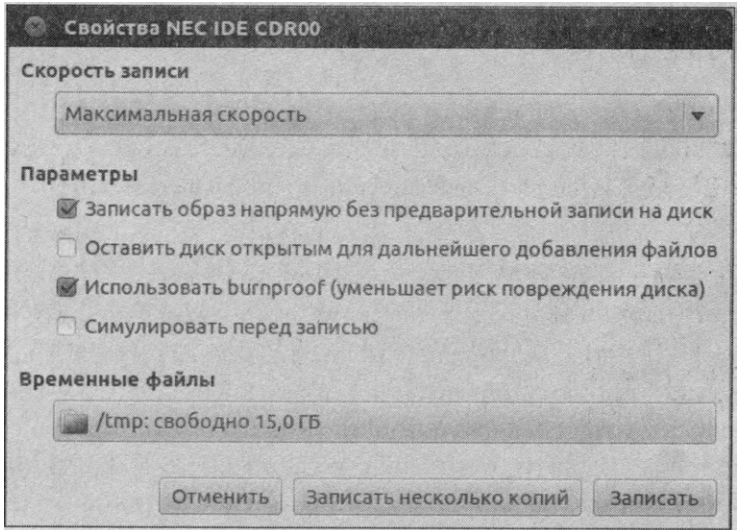 Свойства NEC IDE CDR00
Скорость записи
Максимальная скорость
Параметры
Записать образ напрямую без предварительной записи на диск
Оставить диск открытым для дальнейшего добавления файлов
Использовать burnproof (уменьшает риск повреждения диска)
Симулировать перед записью
Временные файлы
/tmp: свободно 15,0 ГБ
Отменить Записать несколько копий Записать